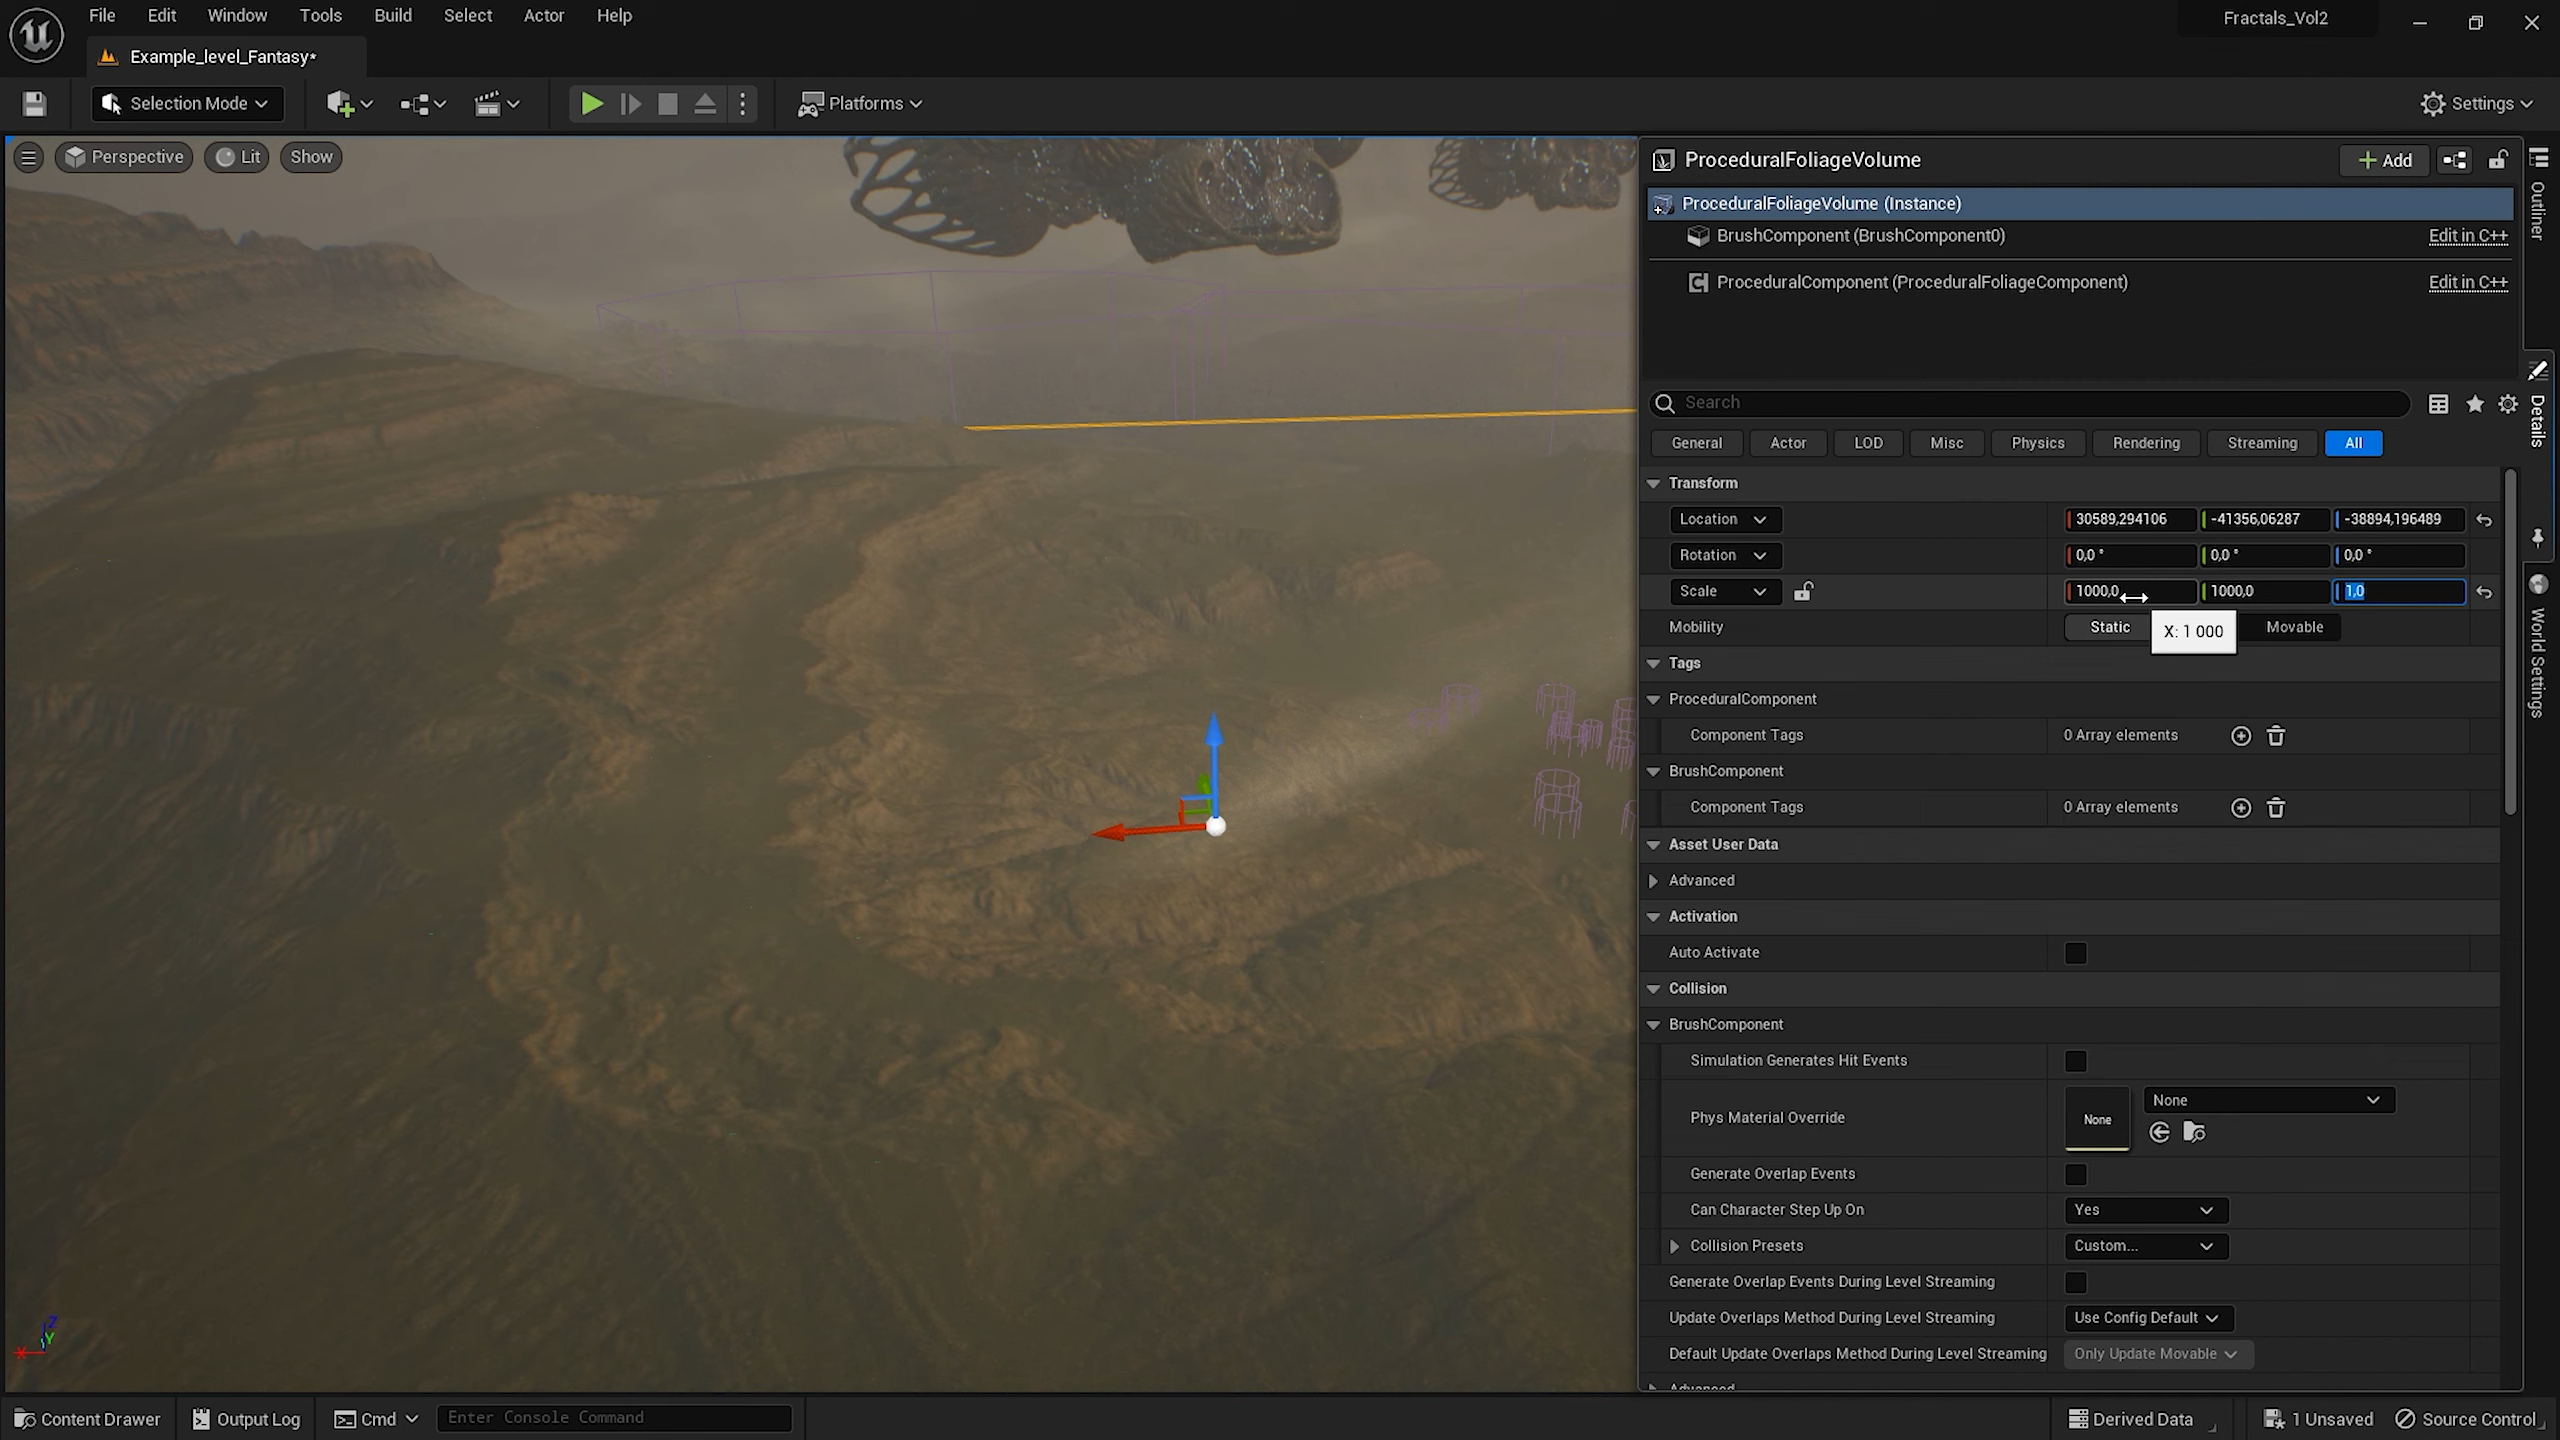 File Edit Window Tools Build Select Actor Help
Fractals_Vol2
Example_level_Fantasy*
Selection Mode
Platforms
Settings
Perspective Lit Show
ProceduralFoliageVolume
Add
ProceduralFoliageVolume (Instance)
BrushComponent (BrushComponent0) Edit in C++
ProceduralComponent (ProceduralFoliageComponent) Edit in C++
Outliner
Details
World Settings
Search
General Actor LOD Misc Physics Rendering Streaming All
Transform
Location 30589,294106 -41356,06287 -38894,196489
Rotation 0,0 ° 0,0 ° 0,0 °
Scale 1000,0 1000,0 1,0
Mobility Static Movable
X: 1 000
Tags
ProceduralComponent
Component Tags 0 Array elements
BrushComponent
Component Tags 0 Array elements
Asset User Data
Advanced
Activation
Auto Activate
Collision
BrushComponent
Simulation Generates Hit Events
Phys Material Override None None
Generate Overlap Events
Can Character Step Up On Yes
Collision Presets Custom...
Generate Overlap Events During Level Streaming
Update Overlaps Method During Level Streaming Use Config Default
Default Update Overlaps Method During Level Streaming Only Update Movable
Advanced
Z
Y
X
Content Drawer Output Log Cmd Enter Console Command
Derived Data 1 Unsaved Source Control